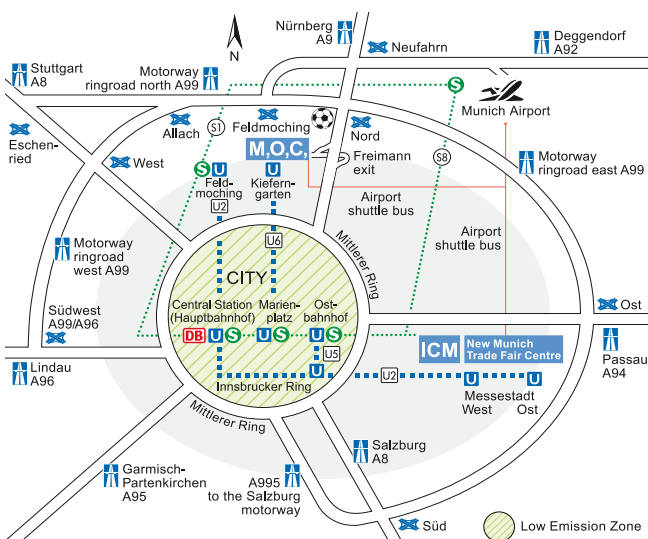 Nürnberg
A9
N
Deggendorf
A92
Neufahrn
Stuttgart
A8
Motorway
ringroad north A99
S
Munich Airport
Eschen-
ried
Allach
S1
Feldmoching
Nord
M,O,C,
West
Freimann
exit
S8
Motorway
ringroad east A99
S U
Feld-
moching
U
Kiefern-
garten
Airport
shuttle bus
U2
Airport
shuttle bus
U6
Mittlerer Ring
Motorway
ringroad
west A99
CITY
Südwest
A99/A96
Central Station
(Hauptbahnhof)
Marien-
platz
Ost-
bahnhof
Ost
DB U S
U S
U S
ICM
New Munich
Trade Fair Centre
U5
Lindau
A96
Passau
A94
U
Innsbrucker Ring
U2
U
U
Messestadt
West Ost
Mittlerer Ring
Salzburg
A8
Garmisch-
Partenkirchen
A95
A995
to the Salzburg
motorway
Süd
Low Emission Zone